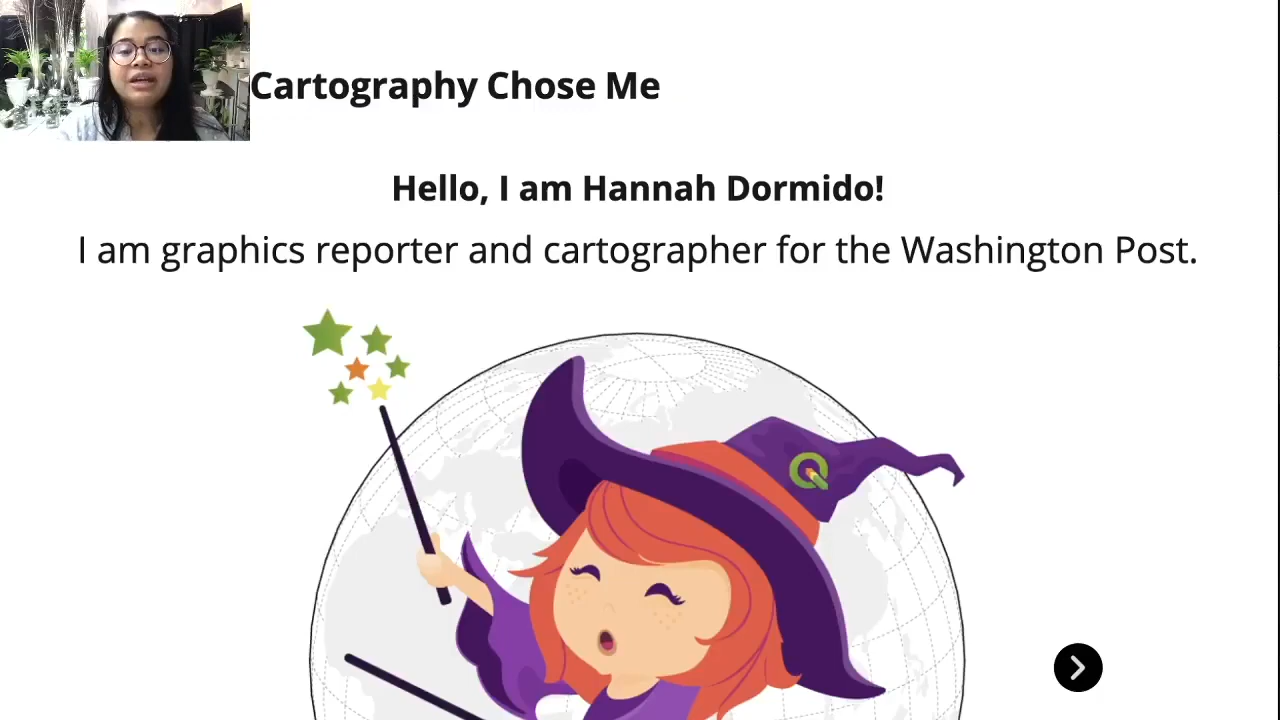 Cartography Chose Me
Hello, I am Hannah Dormido!
I am graphics reporter and cartographer for the Washington Post.